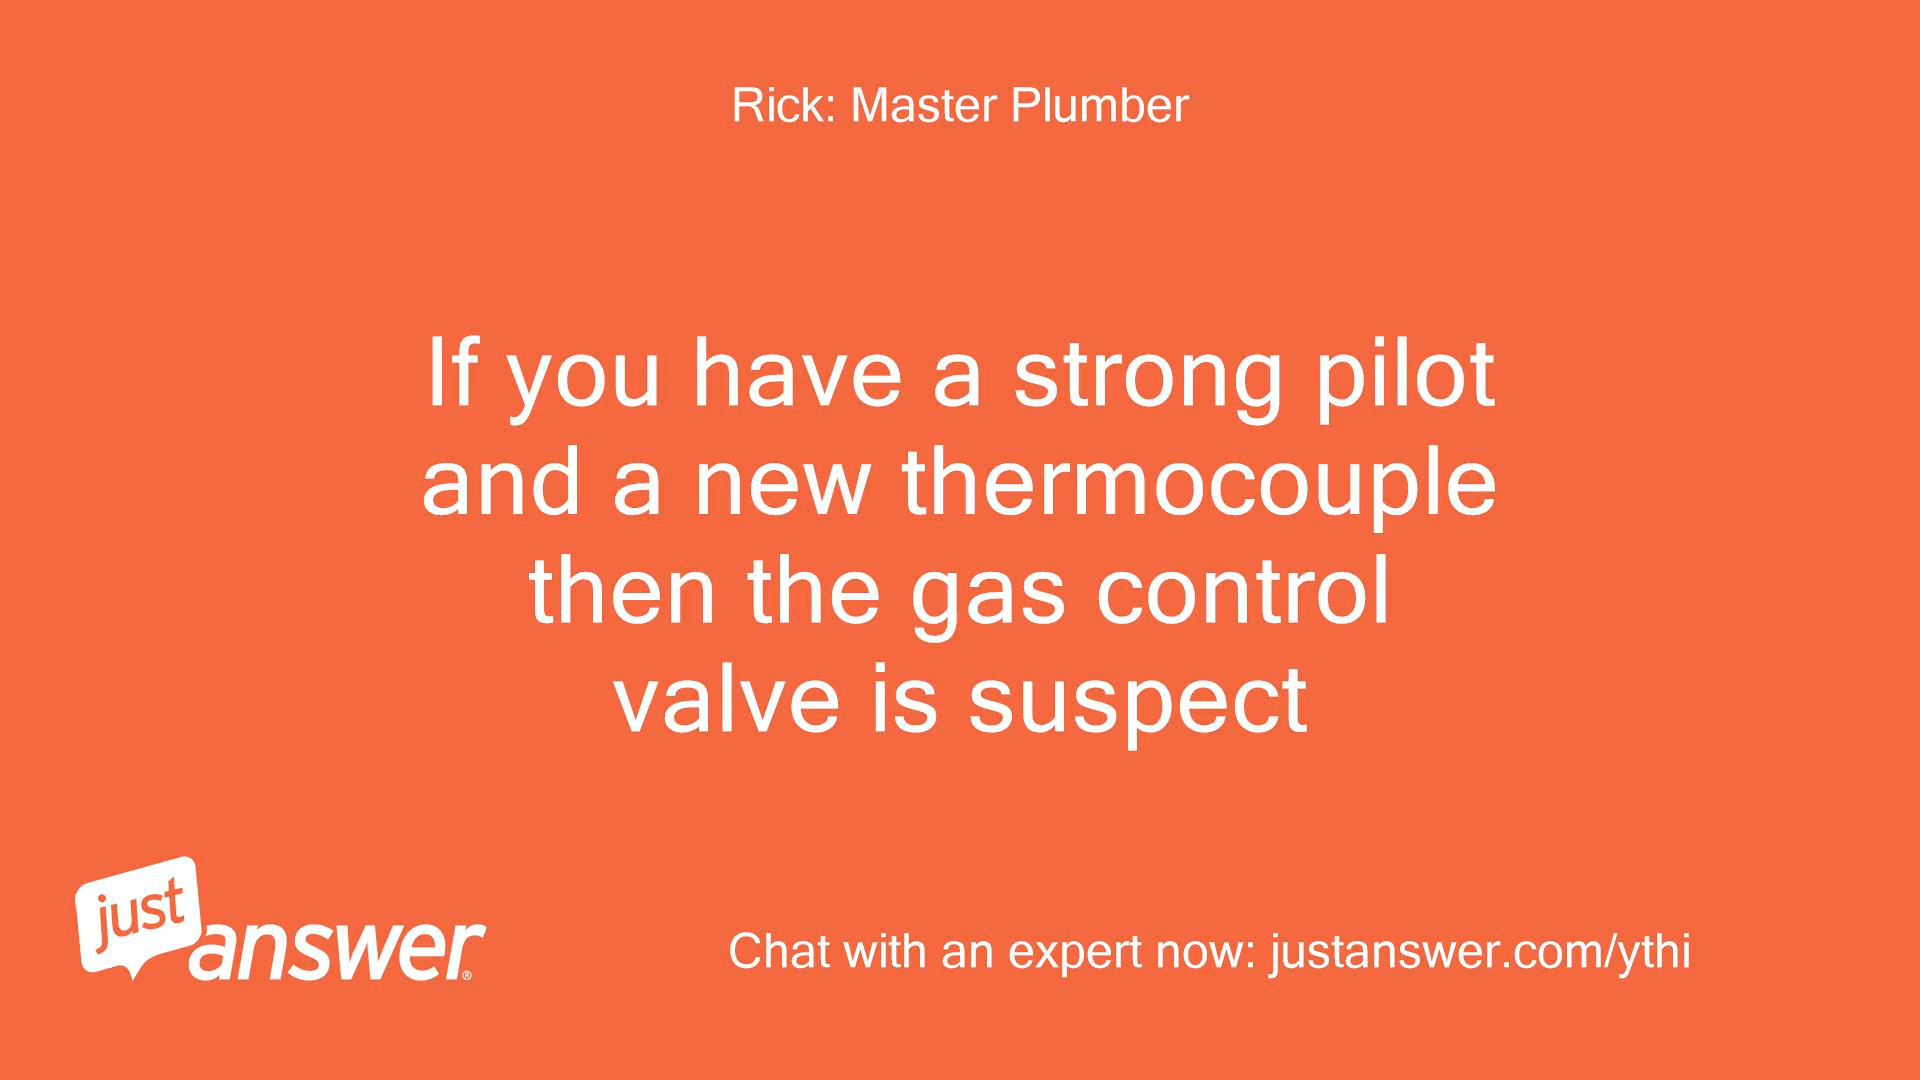 Rick: Master Plumber
If you have a strong pilot
and a new thermocouple
then the gas control
valve is suspect
just
answer®
Chat with an expert now: justanswer.com/ythi